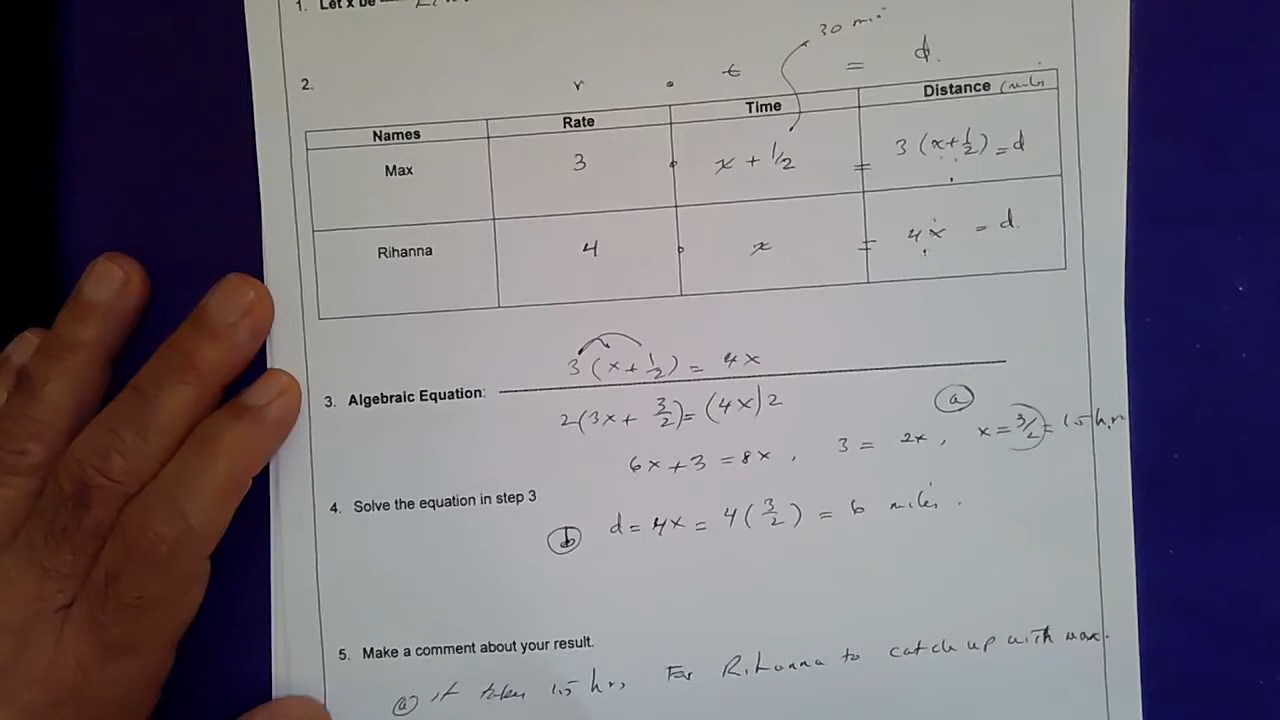 1. Let x be
30 min
2. r • t = d.
Names Rate Time Distance (miles
Max 3 • x + 1/2 = 3 (x + 1/2) = d
Rihanna 4 • x = 4x = d.
3 (x + 1/2) = 4x
3. Algebraic Equation:
2(3x + 3/2) = (4x)2
(a)
6x + 3 = 8x , 3 = 2x , x = 3/2 = 1.5 hr
4. Solve the equation in step 3
(b) d = 4x = 4(3/2) = 6 miles .
5. Make a comment about your result.
(a) it takes 1.5 hrs For Rihanna to catch up with max.